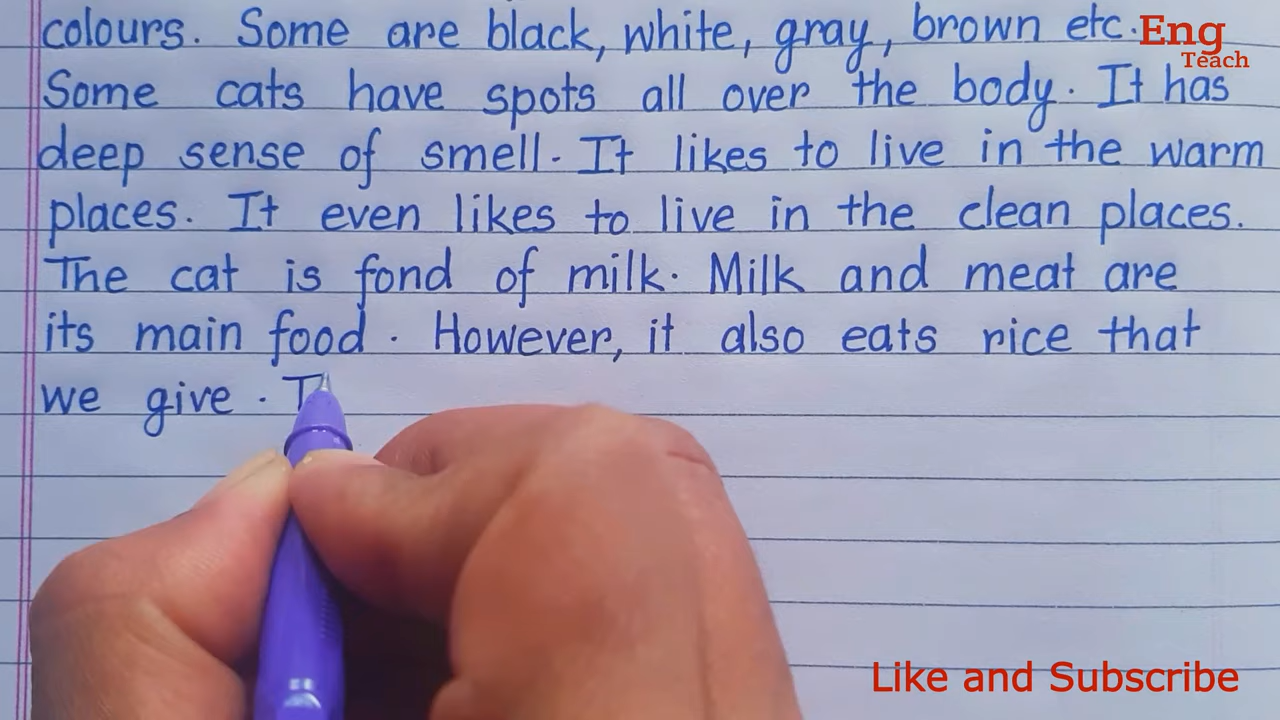 colours. Some are black, white, gray, brown etc.
Eng
Teach
Some cats have spots all over the body. It has
deep sense of smell. It likes to live in the warm
places. It even likes to live in the clean places.
The cat is fond of milk. Milk and meat are
its main food. However, it also eats rice that
we give. T
Like and Subscribe